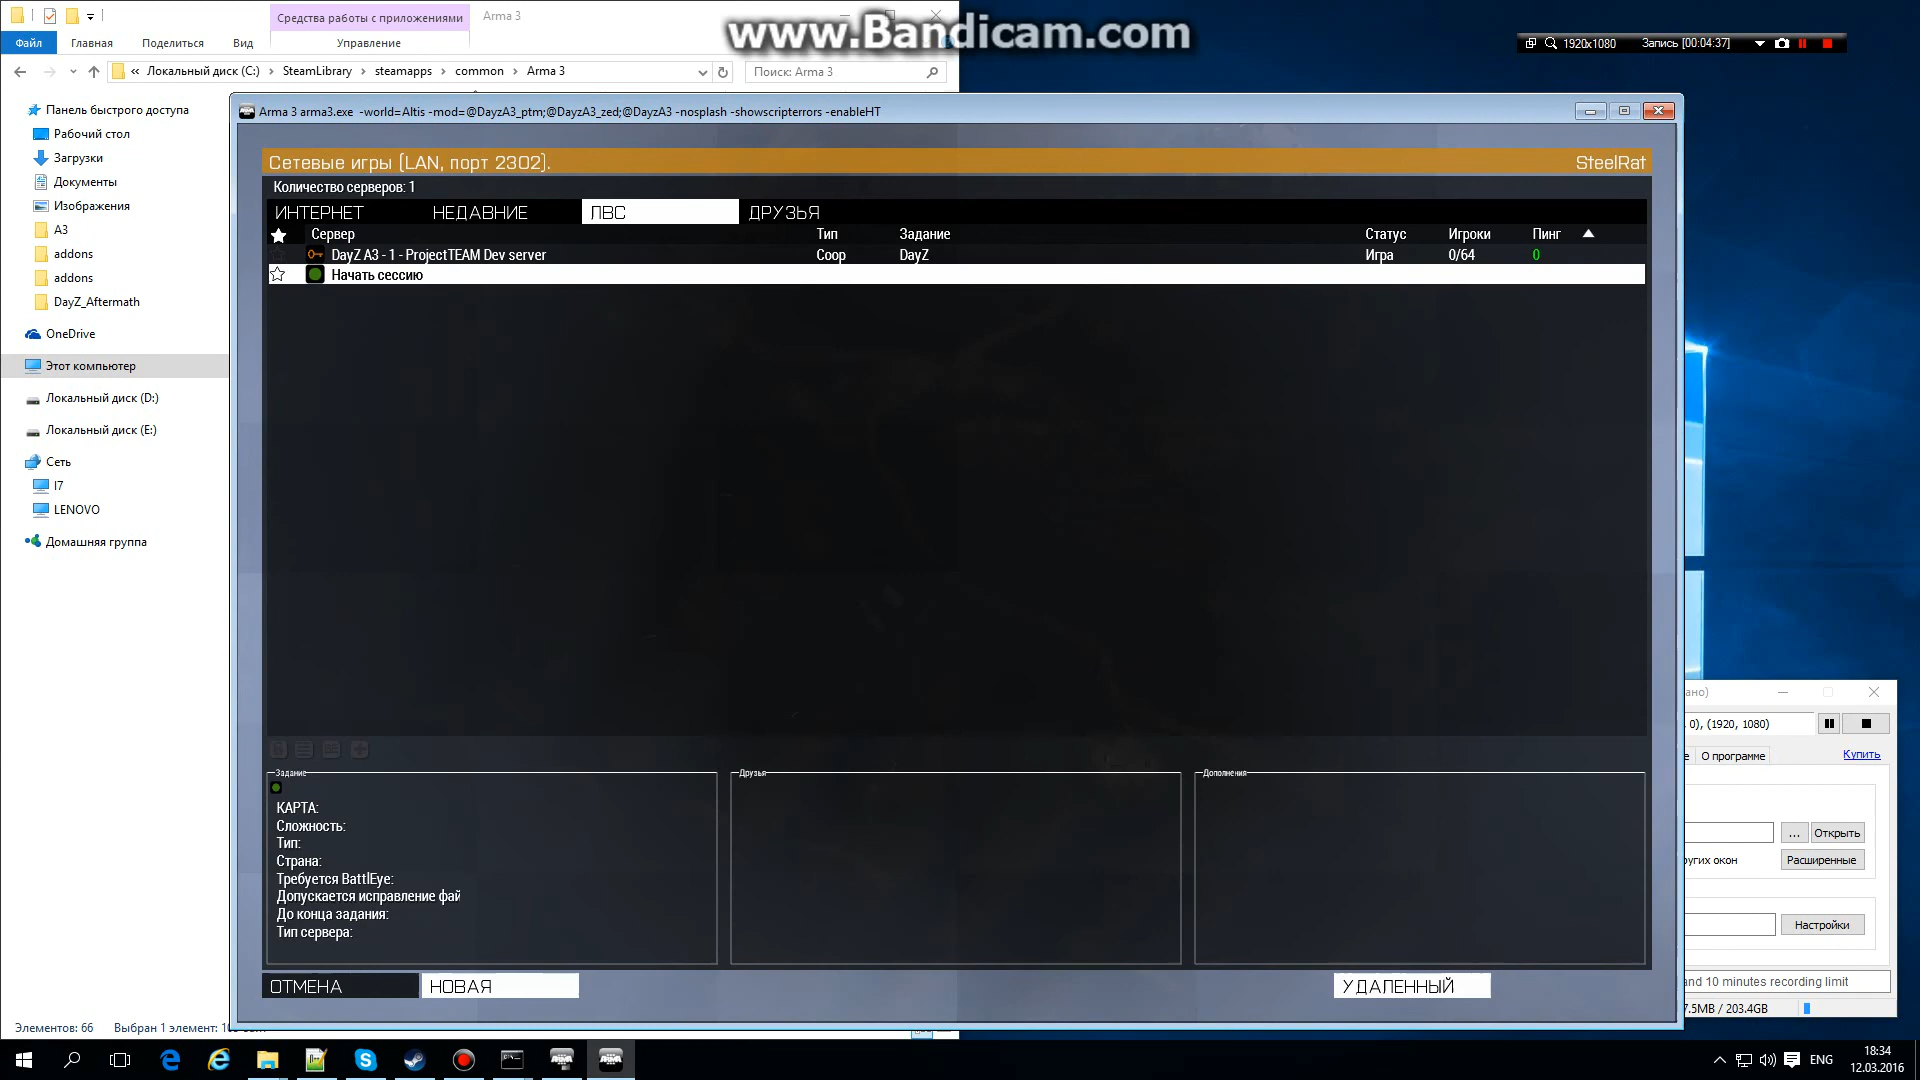 Средства работы с приложениями
Arma 3
www.Bandicam.com
1920x1080
Запись [00:04:37]
Файл
Главная
Поделиться
Вид
Управление
« Локальный диск (C:) › SteamLibrary › steamapps › common › Arma 3
Поиск: Arma 3
Панель быстрого доступа
Рабочий стол
Загрузки
Документы
Изображения
A3
addons
addons
DayZ_Aftermath
OneDrive
Этот компьютер
Локальный диск (D:)
Локальный диск (E:)
Сеть
I7
LENOVO
Домашняя группа
Arma 3 arma3.exe -world=Altis -mod=@DayzA3_ptm;@DayzA3_zed;@DayzA3 -nosplash -showscripterrors -enableHT
Сетевые игры (LAN, порт 2302).
SteelRat
Количество серверов: 1
ИНТЕРНЕТ
НЕДАВНИЕ
ЛВС
ДРУЗЬЯ
Сервер
Тип
Задание
Статус
Игроки
Пинг
DayZ A3 - 1 - ProjectTEAM Dev server
Coop
DayZ
Игра
0/64
0
Начать сессию
Задание
Друзья
Дополнения
КАРТА:
Сложность:
Тип:
Страна:
Требуется BattlEye:
Допускается исправление фай
До конца задания:
Тип сервера:
ОТМЕНА
НОВАЯ
УДАЛЕННЫЙ
ано)
0), (1920, 1080)
е
О программе
Купить
...
Открыть
ругих окон
Расширенные
Настройки
and 10 minutes recording limit
7.5MB / 203.4GB
Элементов: 66
Выбран 1 элемент:
ENG
18:34
12.03.2016